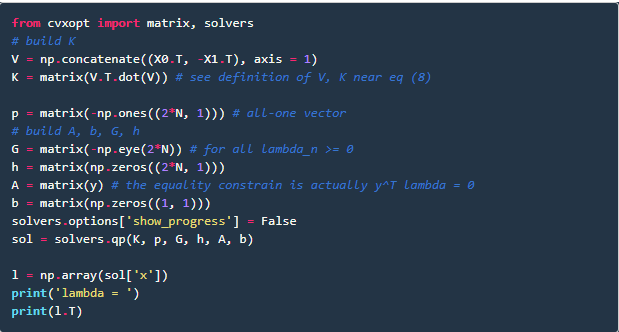 from cvxopt import matrix, solvers
# build K
V = np.concatenate((X0.T, -X1.T), axis = 1)
K = matrix(V.T.dot(V)) # see definition of V, K near eq (8)
p = matrix(-np.ones((2*N, 1))) # all-one vector
# build A, b, G, h
G = matrix(-np.eye(2*N)) # for all lambda_n >= 0
h = matrix(np.zeros((2*N, 1)))
A = matrix(y) # the equality constrain is actually y^T lambda = 0
b = matrix(np.zeros((1, 1)))
solvers.options['show_progress'] = False
sol = solvers.qp(K, p, G, h, A, b)
l = np.array(sol['x'])
print('lambda = ')
print(l.T)